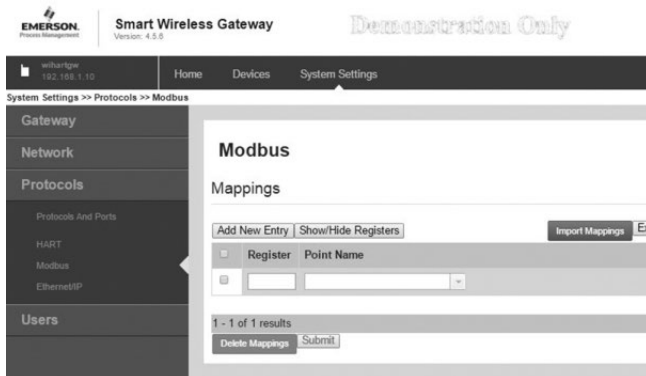 EMERSON.
Process Management
Smart Wireless Gateway
Version: 4.5.6
Demonstration Only
wihartgw
192.168.1.10
Home
Devices
System Settings
System Settings >> Protocols >> Modbus
Gateway
Network
Protocols
Protocols And Ports
HART
Modbus
Ethernet/IP
Users
Modbus
Mappings
Add New Entry
Show/Hide Registers
Import Mappings
Register
Point Name
1 - 1 of 1 results
Delete Mappings
Submit